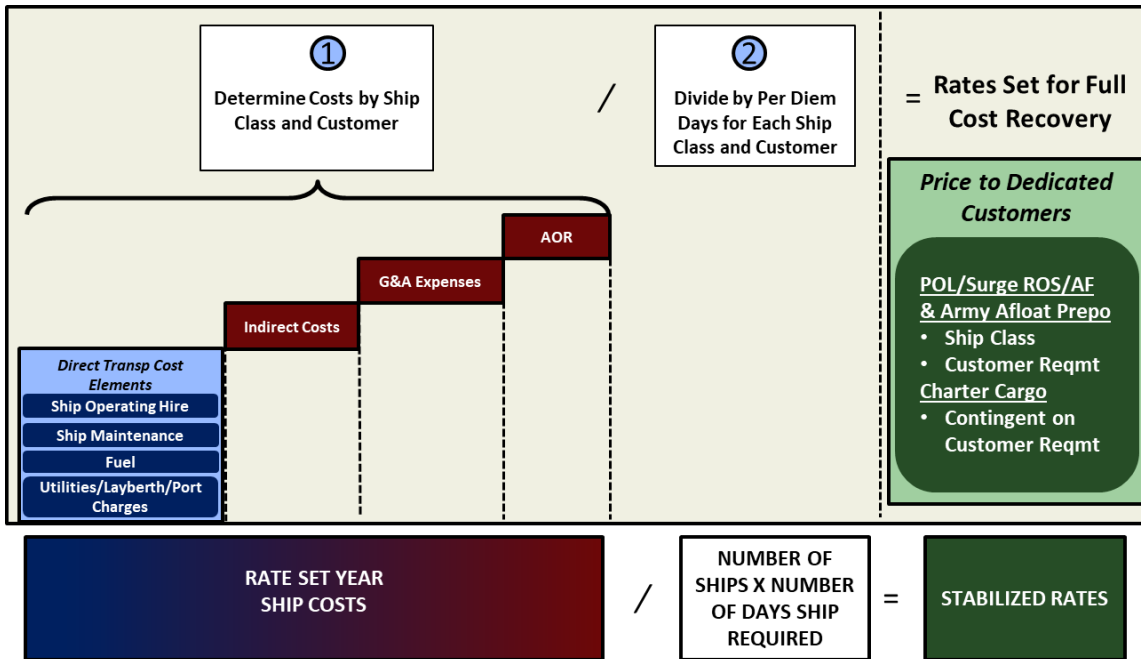 1
Determine Costs by Ship
Class and Customer
/
2
Divide by Per Diem
Days for Each Ship
Class and Customer
= Rates Set for Full
Cost Recovery
AOR
G&A Expenses
Indirect Costs
Direct Transp Cost
Elements
Ship Operating Hire
Ship Maintenance
Fuel
Utilities/Layberth/Port
Charges
Price to Dedicated
Customers
POL/Surge ROS/AF
& Army Afloat Prepo
• Ship Class
• Customer Reqmt
Charter Cargo
• Contingent on
Customer Reqmt
RATE SET YEAR
SHIP COSTS
/
NUMBER OF
SHIPS X NUMBER
OF DAYS SHIP
REQUIRED
=
STABILIZED RATES